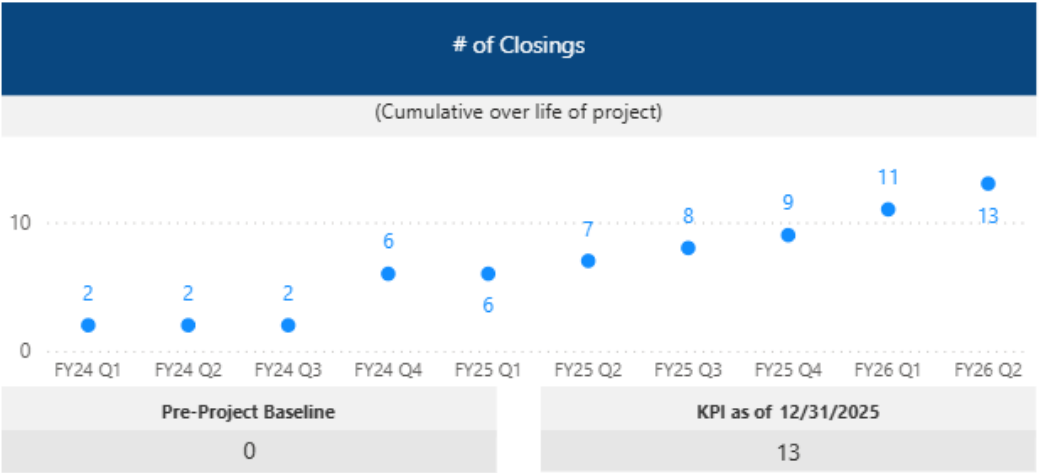 # of Closings
(Cumulative over life of project)
11
10
13
9
8
7
6
6
2 2 2
0
FY24 Q1 FY24 Q2 FY24 Q3 FY24 Q4 FY25 Q1 FY25 Q2 FY25 Q3 FY25 Q4 FY26 Q1 FY26 Q2
Pre-Project Baseline KPI as of 12/31/2025
0 13